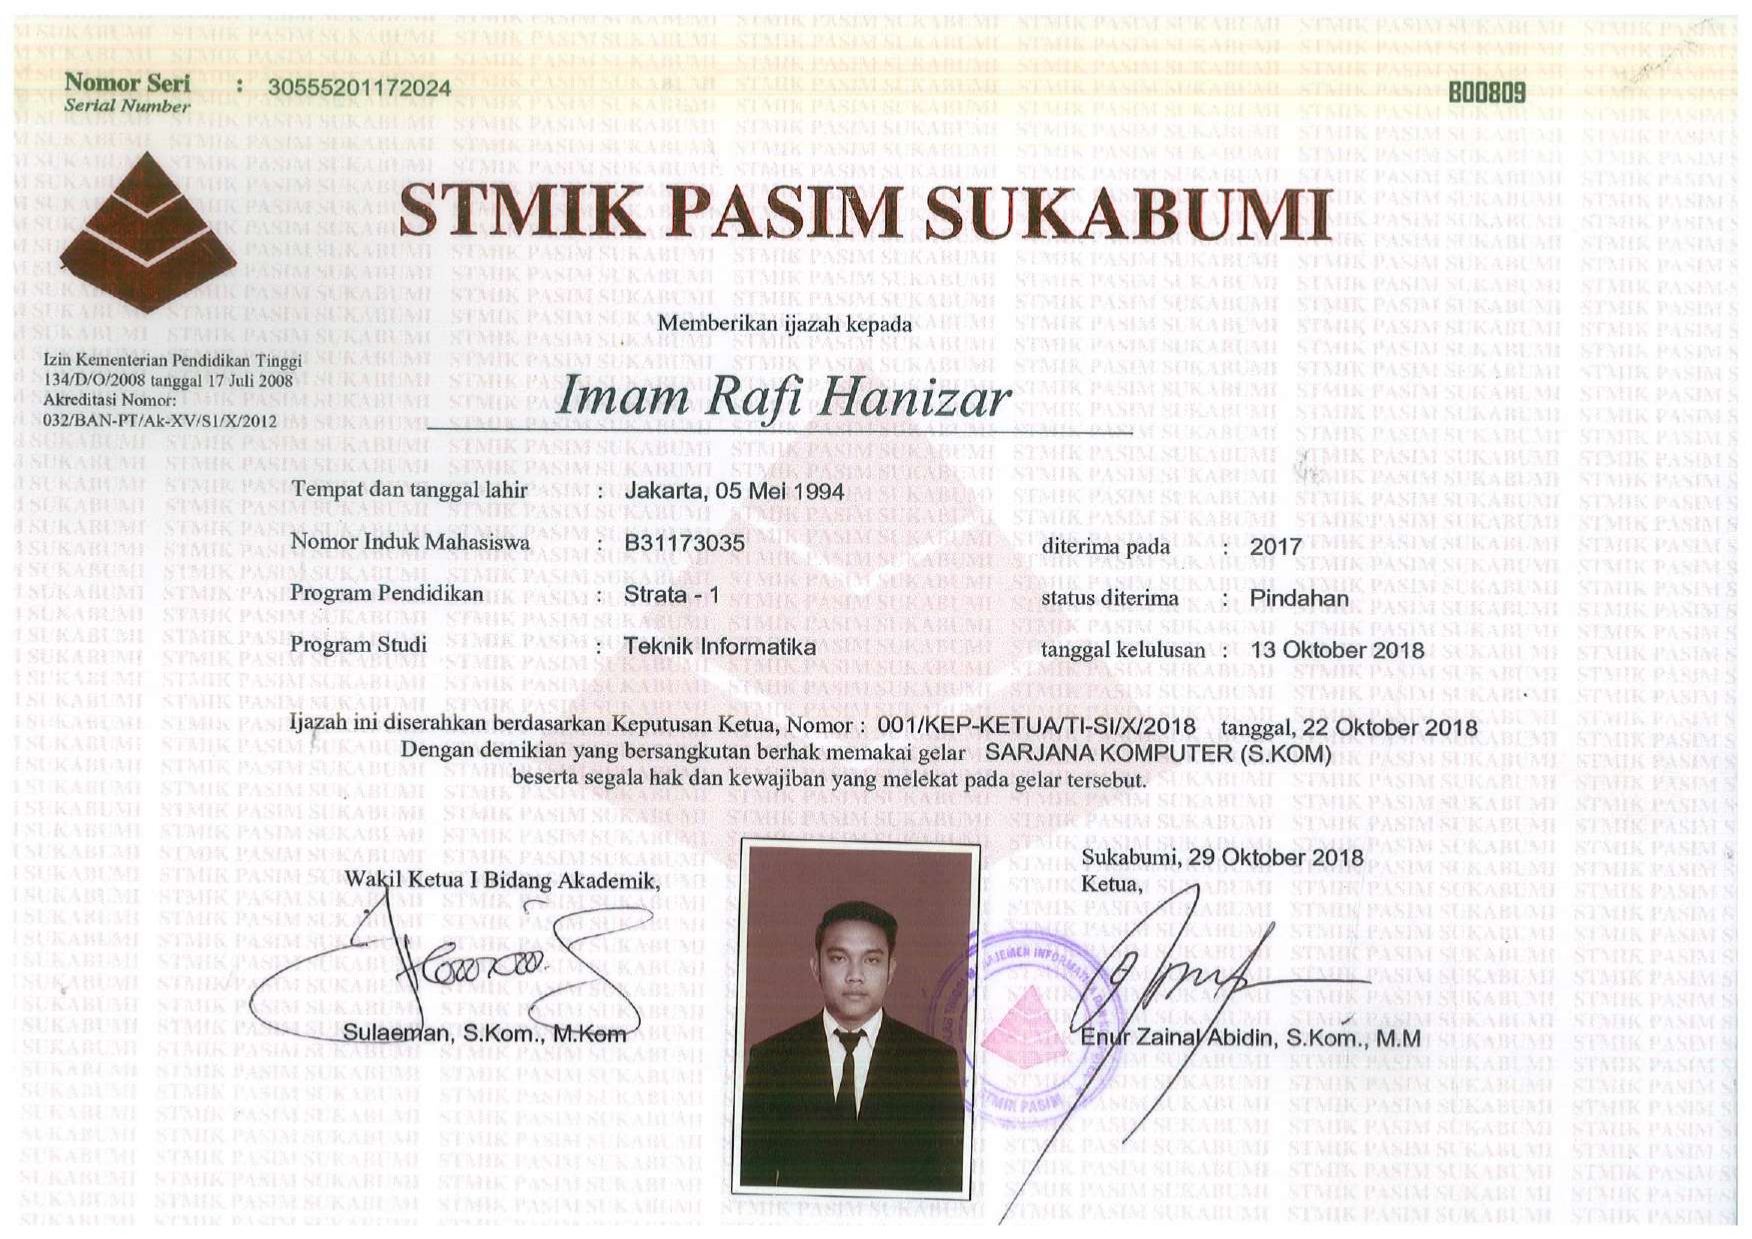 Nomor Seri : 30555201172024
Serial Number
B00809
STMIK PASIM SUKABUMI
Memberikan ijazah kepada
Izin Kementerian Pendidikan Tinggi
134/D/O/2008 tanggal 17 Juli 2008
Akreditasi Nomor:
032/BAN-PT/Ak-XV/S1/X/2012
Imam Rafi Hanizar
Tempat dan tanggal lahir : Jakarta, 05 Mei 1994
Nomor Induk Mahasiswa : B31173035 diterima pada : 2017
Program Pendidikan : Strata - 1 status diterima : Pindahan
Program Studi : Teknik Informatika tanggal kelulusan : 13 Oktober 2018
Ijazah ini diserahkan berdasarkan Keputusan Ketua, Nomor : 001/KEP-KETUA/TI-SI/X/2018 tanggal, 22 Oktober 2018
Dengan demikian yang bersangkutan berhak memakai gelar SARJANA KOMPUTER (S.KOM)
beserta segala hak dan kewajiban yang melekat pada gelar tersebut.
Sukabumi, 29 Oktober 2018
Wakil Ketua I Bidang Akademik,
Ketua,
Sulaeman, S.Kom., M.Kom
Enur Zainal Abidin, S.Kom., M.M
STMIK PASIM